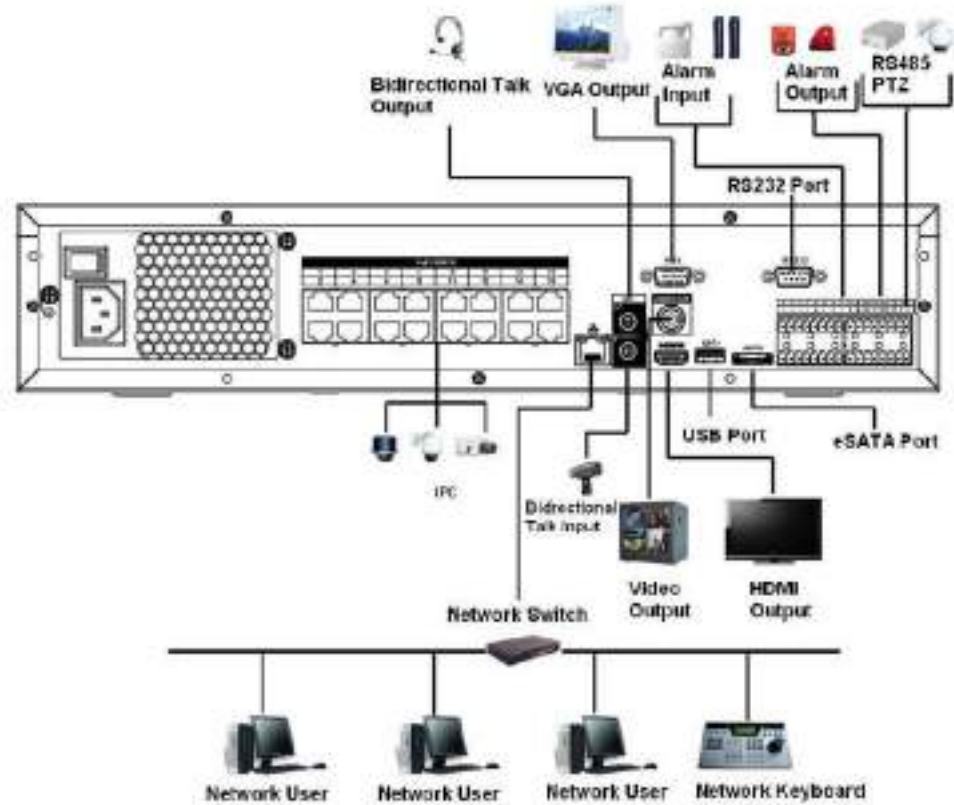 Bidirectional Talk
Output
VGA Output
Alarm
Input
Alarm
Output
RS485
PTZ
RS232 Port
USB Port
eSATA Port
IPC
Bidirectional
Talk Input
Video
Output
HDMI
Output
Network Switch
Network User
Network User
Network User
Network Keyboard